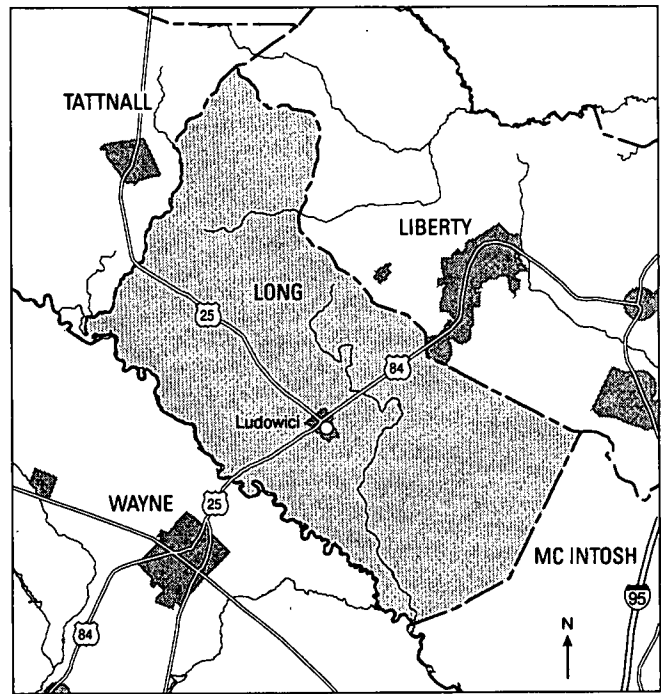 TATTNALL
LIBERTY
LONG
25
84
Ludowici
WAYNE
25
MC INTOSH
95
N
84